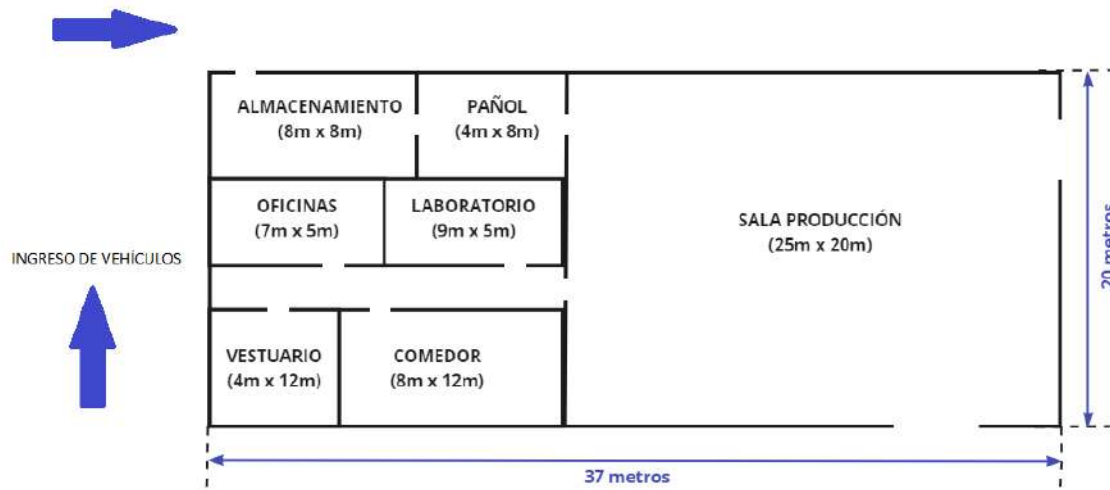 ALMACENAMIENTO
(8m x 8m)
PAÑOL
(4m x 8m)
OFICINAS
(7m x 5m)
LABORATORIO
(9m x 5m)
SALA PRODUCCIÓN
(25m x 20m)
20 metros
INGRESO DE VEHÍCULOS
VESTUARIO
(4m x 12m)
COMEDOR
(8m x 12m)
37 metros